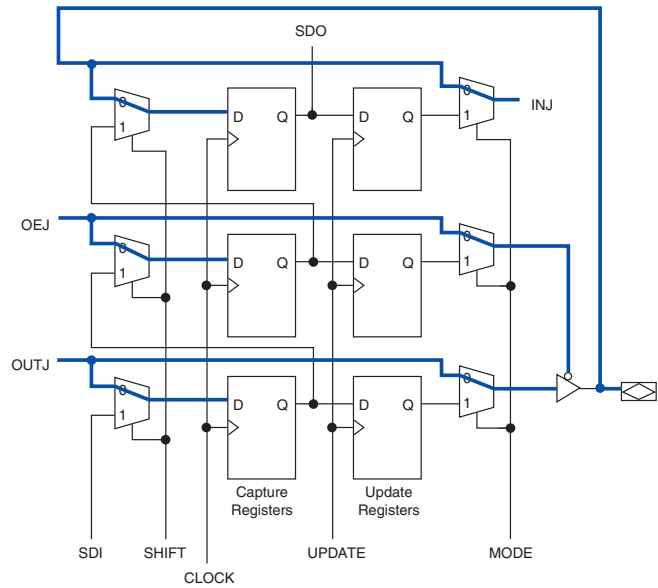 SDO
0
1
D Q
D Q
0
1
INJ
OEJ
0
1
D Q
D Q
0
1
OUTJ
0
1
D Q
D Q
0
1
Capture
Registers
Update
Registers
SDI
SHIFT
CLOCK
UPDATE
MODE